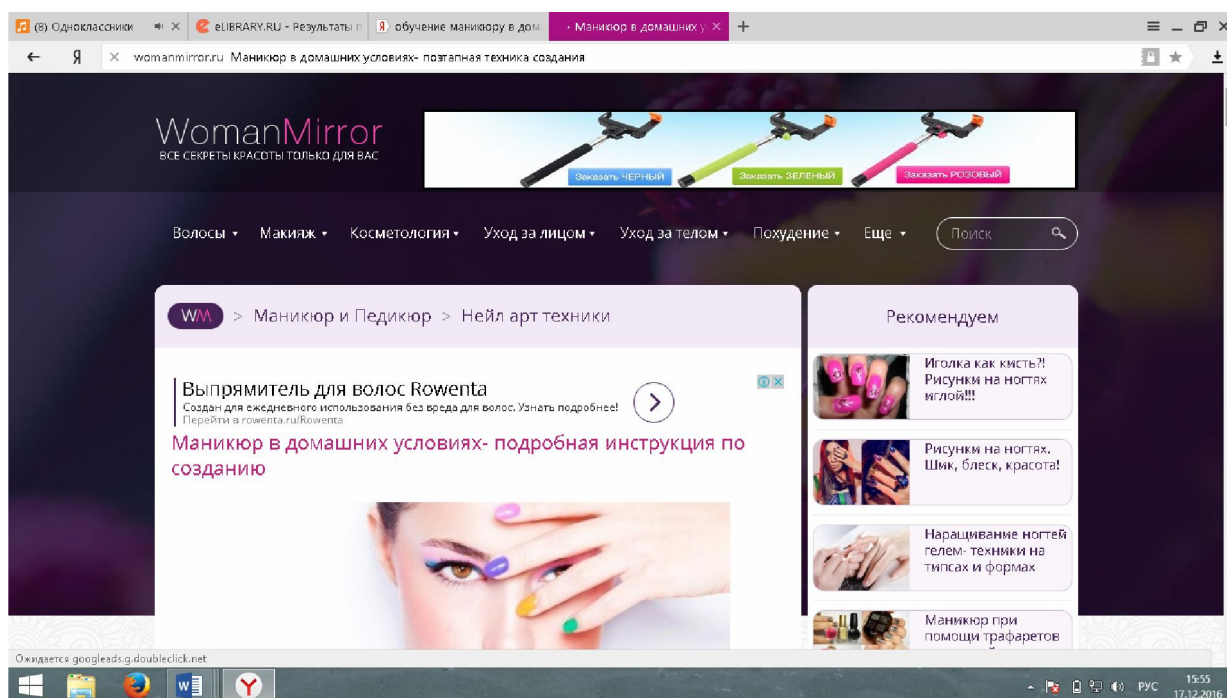 (8) Одноклассники
eLIBRARY.RU - Результаты п
Я обучение маникюру в дом
· Маникюр в домашних у
Я
womanmirror.ru Маникюр в домашних условиях- поэтапная техника создания
WomanMirror
ВСЕ СЕКРЕТЫ КРАСОТЫ ТОЛЬКО ДЛЯ ВАС
Заказать ЧЕРНЫЙ
Заказать ЗЕЛЕНЫЙ
Заказать РОЗОВЫЙ
Волосы
Макияж
Косметология
Уход за лицом
Уход за телом
Похудение
Еще
Поиск
WM > Маникюр и Педикюр > Нейл арт техники
Выпрямитель для волос Rowenta
Создан для ежедневного использования без вреда для волос. Узнать подробнее!
Перейти в rowenta.ru/Rowenta
Маникюр в домашних условиях- подробная инструкция по
созданию
Рекомендуем
Иголка как кисть?!
Рисунки на ногтях
иглой!!!
Рисунки на ногтях.
Шик, блеск, красота!
Наращивание ногтей
гелем- техники на
типсах и формах
Маникюр при
помощи трафаретов
Ожидается googleads.g.doubleclick.net
W
Y
РУС
15:55
17.12.2015